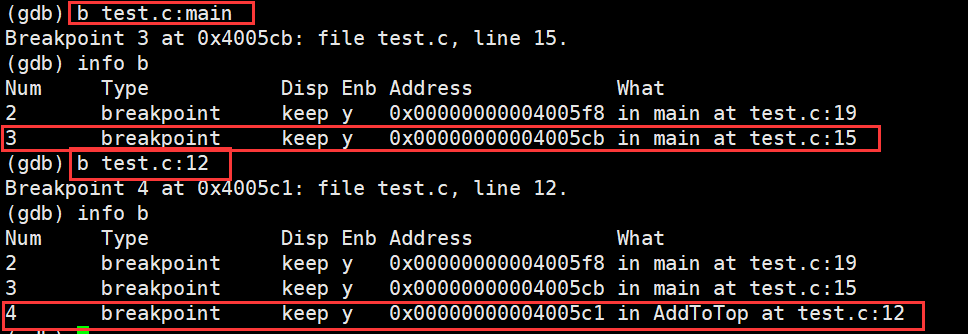 (gdb) b test.c:main
Breakpoint 3 at 0x4005cb: file test.c, line 15.
(gdb) info b
Num     Type           Disp Enb Address            What
2       breakpoint     keep y   0x00000000004005f8 in main at test.c:19
3       breakpoint     keep y   0x00000000004005cb in main at test.c:15
(gdb) b test.c:12
Breakpoint 4 at 0x4005c1: file test.c, line 12.
(gdb) info b
Num     Type           Disp Enb Address            What
2       breakpoint     keep y   0x00000000004005f8 in main at test.c:19
3       breakpoint     keep y   0x00000000004005cb in main at test.c:15
4       breakpoint     keep y   0x00000000004005c1 in AddToTop at test.c:12
(gdb)